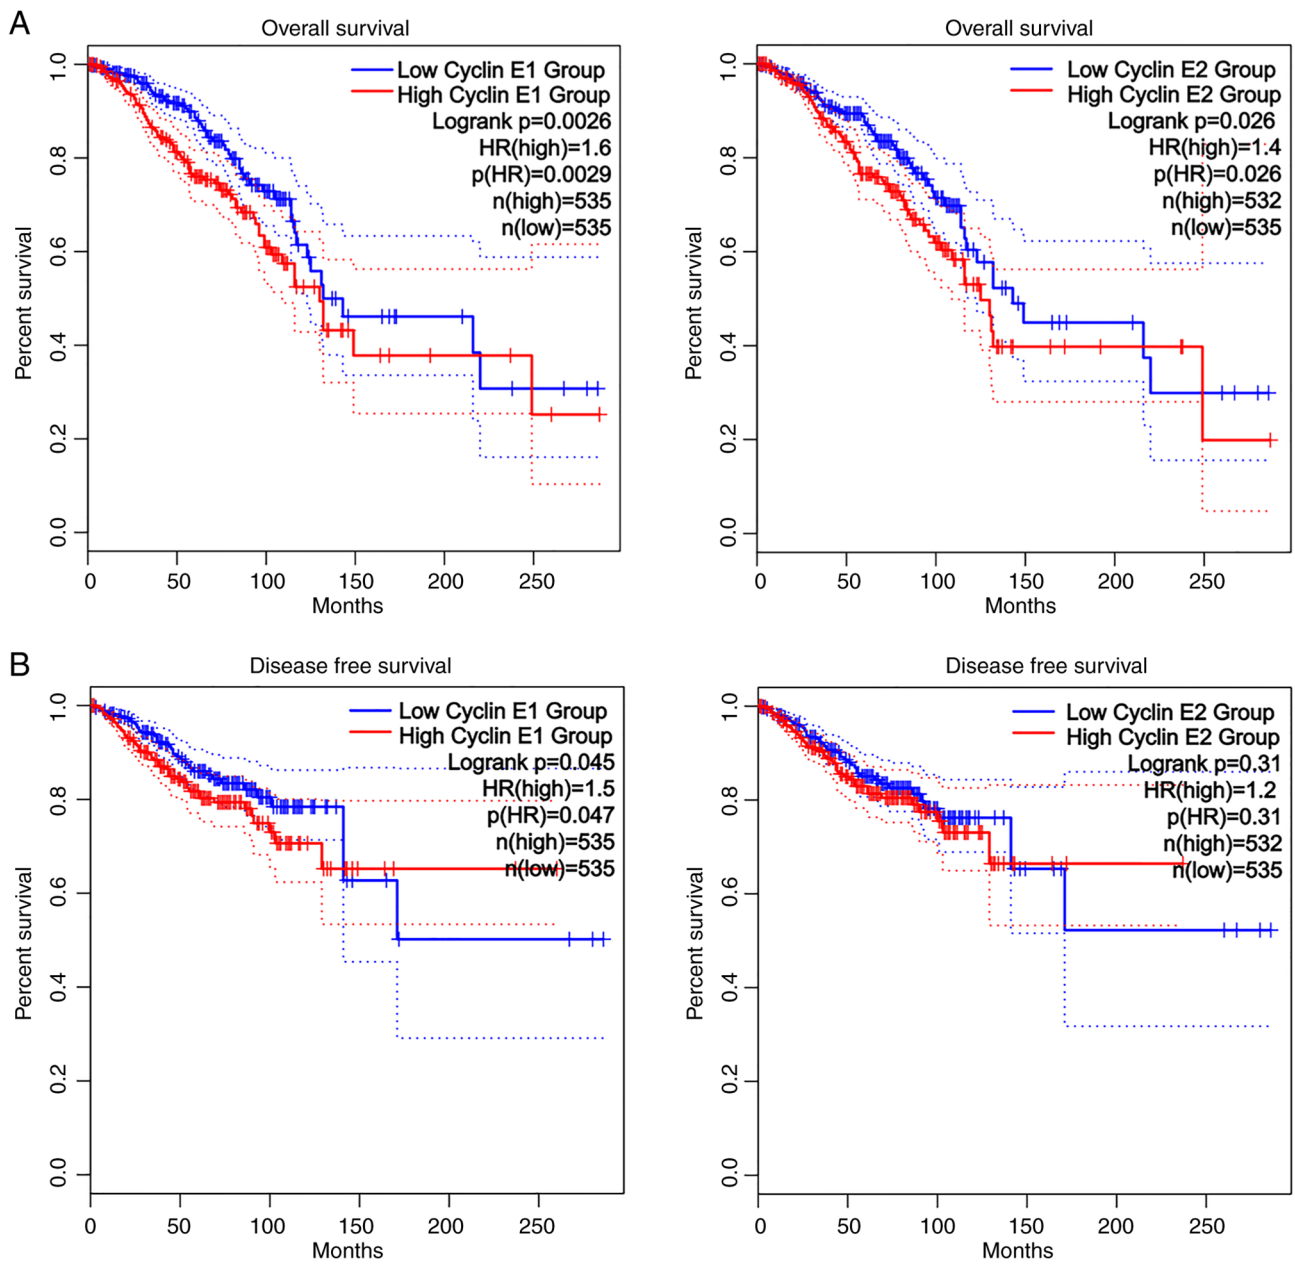 A
Overall survival
Low Cyclin E1 Group
High Cyclin E1 Group
Logrank p=0.0026
HR(high)=1.6
p(HR)=0.0029
n(high)=535
n(low)=535
Percent survival
1.0
0.8
0.6
0.4
0.2
0.0
0 50 100 150 200 250
Months
Overall survival
Low Cyclin E2 Group
High Cyclin E2 Group
Logrank p=0.026
HR(high)=1.4
p(HR)=0.026
n(high)=532
n(low)=535
Percent survival
1.0
0.8
0.6
0.4
0.2
0.0
0 50 100 150 200 250
Months
B
Disease free survival
Low Cyclin E1 Group
High Cyclin E1 Group
Logrank p=0.045
HR(high)=1.5
p(HR)=0.047
n(high)=535
n(low)=535
Percent survival
1.0
0.8
0.6
0.4
0.2
0.0
0 50 100 150 200 250
Months
Disease free survival
Low Cyclin E2 Group
High Cyclin E2 Group
Logrank p=0.31
HR(high)=1.2
p(HR)=0.31
n(high)=532
n(low)=535
Percent survival
1.0
0.8
0.6
0.4
0.2
0.0
0 50 100 150 200 250
Months